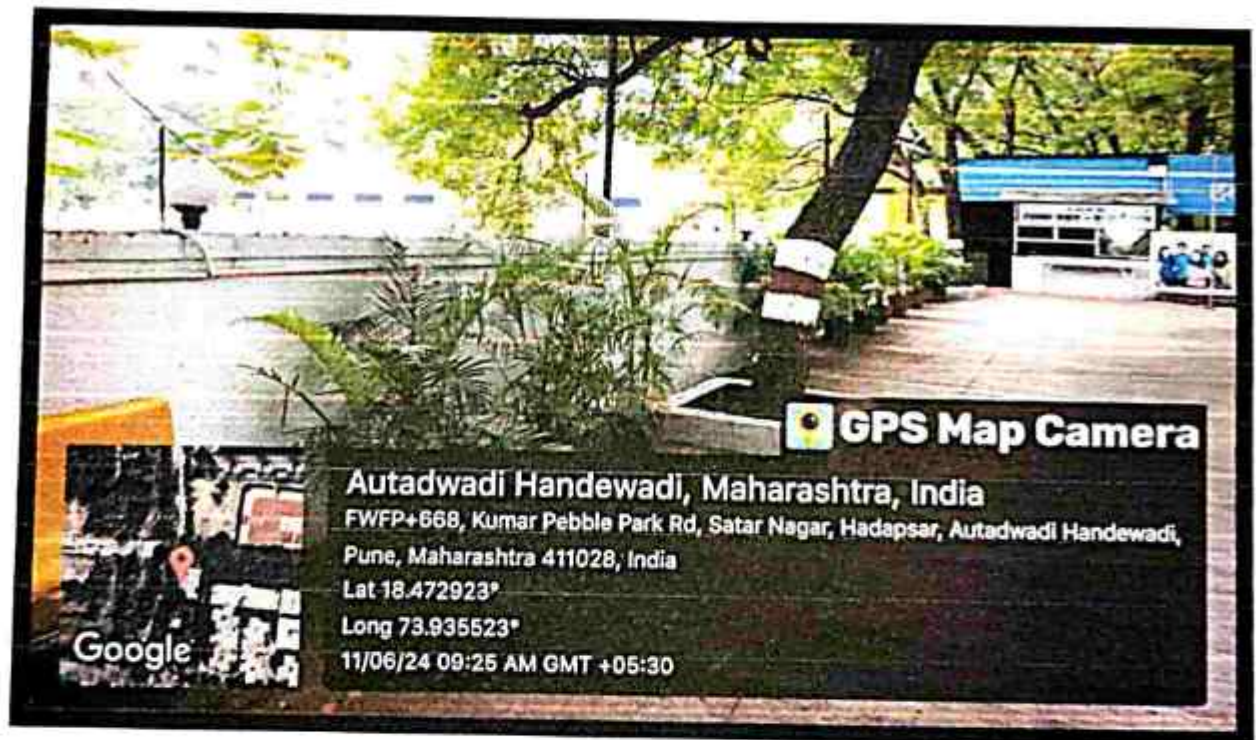 GPS Map Camera
Autadwadi Handewadi, Maharashtra, India
FWFP+668, Kumar Pebble Park Rd, Satar Nagar, Hadapsar, Autadwadi Handewadi,
Pune, Maharashtra 411028, India
Lat 18.472923°
Long 73.935523°
11/06/24 09:25 AM GMT +05:30
Google